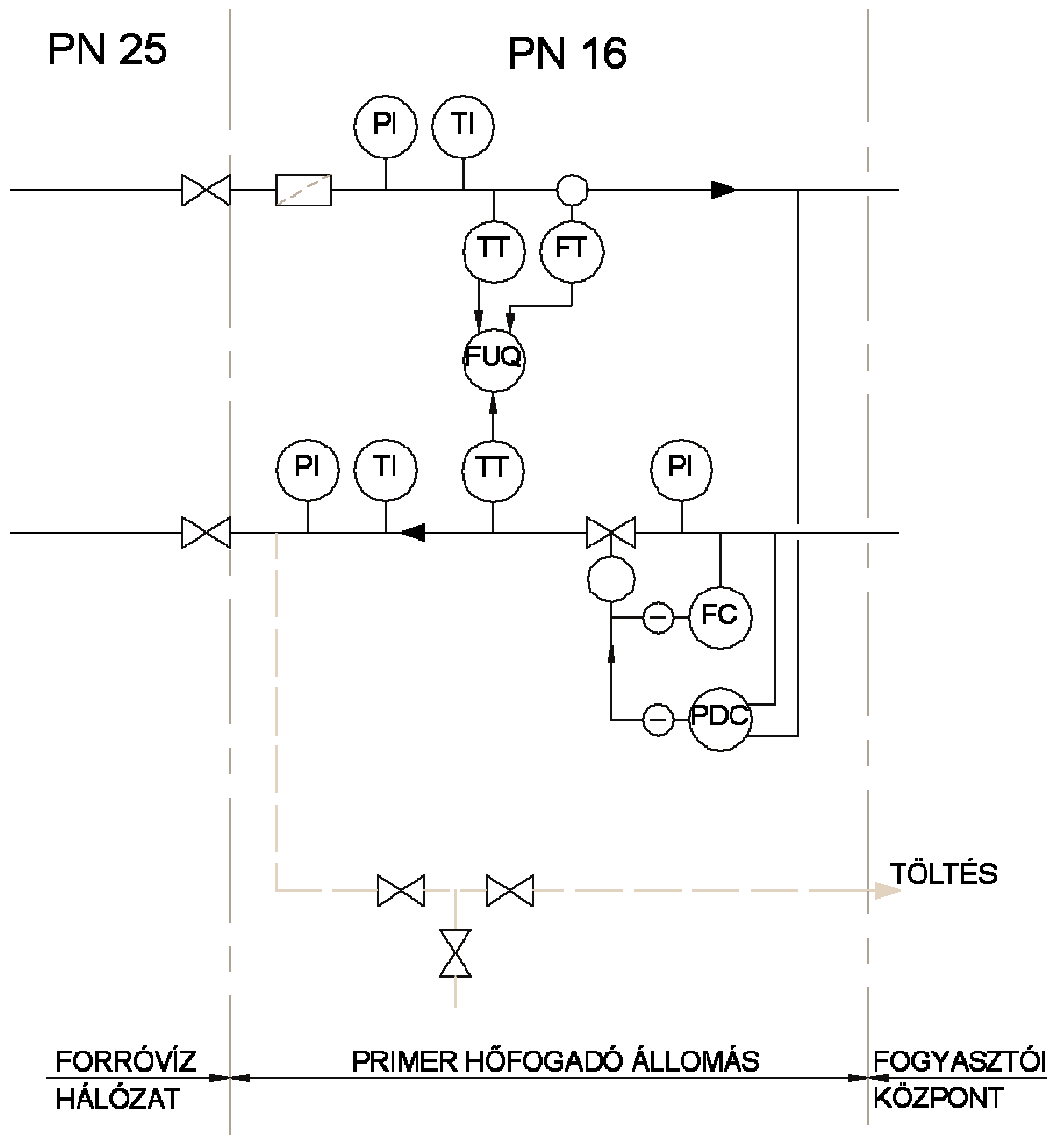 PN 25
PN 16
PI
TI
TT
FT
FUQ
PI
TI
TT
PI
FC
PDC
TÖLTÉS
FORRÓVÍZ
HÁLÓZAT
PRIMER HŐFOGADÓ ÁLLOMÁS
FOGYASZTÓI
KÖZPONT